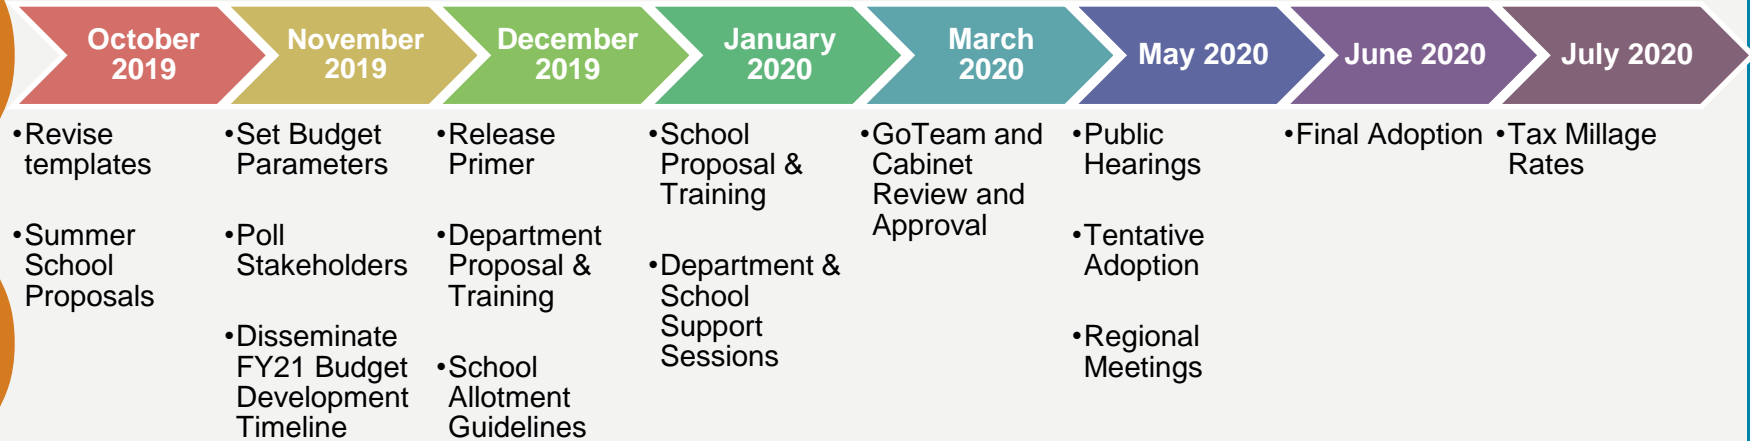 October
2019
November
2019
December
2019
January
2020
March
2020
May 2020
June 2020
July 2020
•Revise
templates
•Summer
School
Proposals
•Set Budget
Parameters
•Poll
Stakeholders
•Disseminate
FY21 Budget
Development
Timeline
•Release
Primer
•Department
Proposal &
Training
•School
Allotment
Guidelines
•School
Proposal &
Training
•Department &
School
Support
Sessions
•GoTeam and
Cabinet
Review and
Approval
•Public
Hearings
•Tentative
Adoption
•Regional
Meetings
•Final Adoption
•Tax Millage
Rates